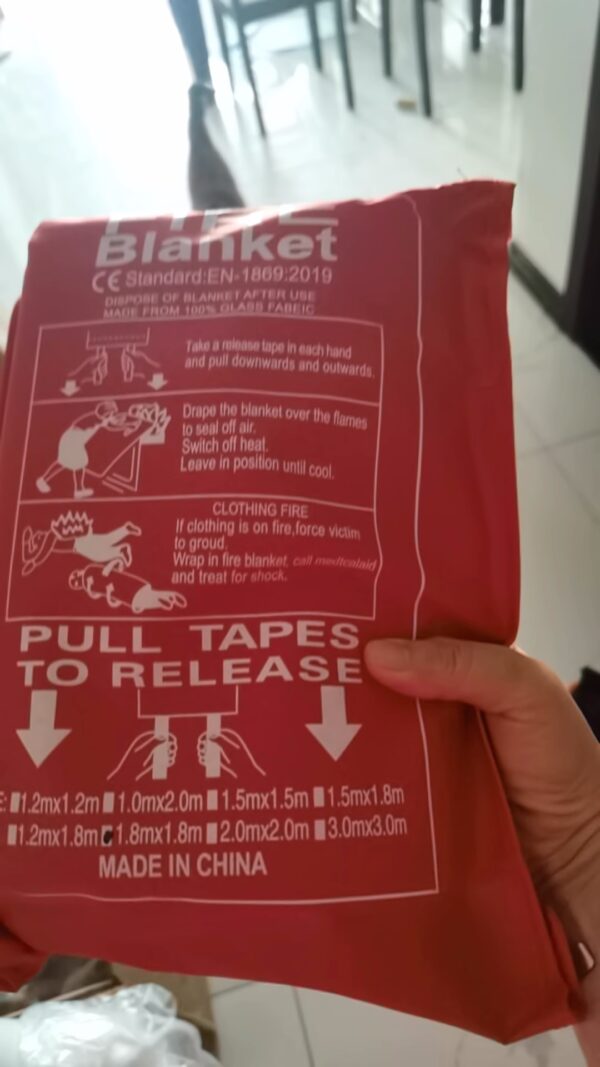 FIRE
Blanket
CE Standard:EN-1869:2019
DISPOSE OF BLANKET AFTER USE
MADE FROM 100% GLASS FABEIC
Take a release tape in each hand
and pull downwards and outwards.
Drape the blanket over the flames
to seal off air.
Switch off heat.
Leave in position until cool.
CLOTHING FIRE
If clothing is on fire,force victim
to groud.
Wrap in fire blanket, call
and treat for shock.
PULL TAPES
TO RELEASE
E: 1.2mx1.2m 1.0mx2.0m 1.5mx1.5m 1.5mx1.8m
1.2mx1.8m 1.8mx1.8m 2.0mx2.0m 3.0mx3.0m
MADE IN CHINA